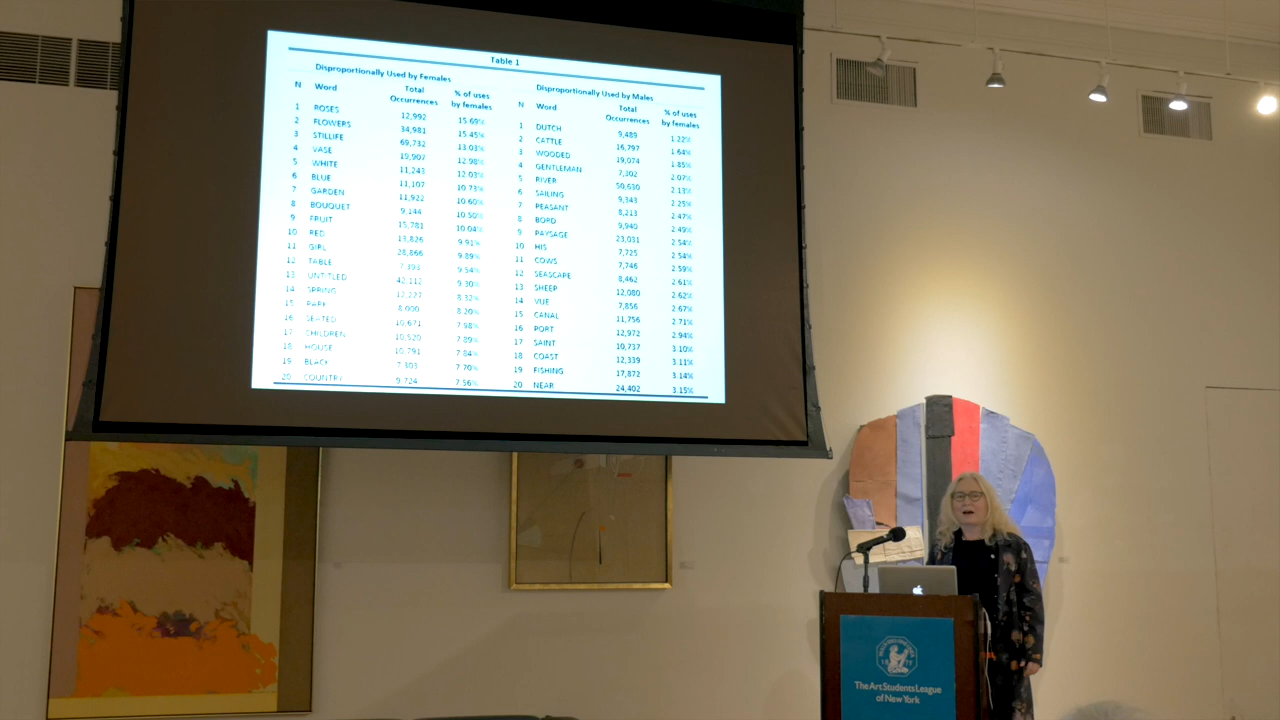 Table 1
Disproportionally Used by Females
N Word Total Occurrences % of uses by females
1 ROSES 12,992 15.69%
2 FLOWERS 34,981 15.45%
3 STILLIFE 69,732 13.03%
4 VASE 19,907 12.98%
5 WHITE 11,243 12.03%
6 BLUE 11,107 10.73%
7 GARDEN 11,922 10.60%
8 BOUQUET 9,144 10.50%
9 FRUIT 15,781 10.04%
10 RED 13,826 9.91%
11 GIRL 28,866 9.89%
12 TABLE 7,393 9.54%
13 UNTITLED 42,112 9.30%
14 SPRING 12,227 8.32%
15 PARK 8,000 8.20%
16 SEATED 10,671 7.98%
17 CHILDREN 10,520 7.89%
18 HOUSE 10,791 7.84%
19 BLACK 7,303 7.70%
20 COUNTRY 9,724 7.56%
Disproportionally Used by Males
N Word Total Occurrences % of uses by females
1 DUTCH 9,489 1.22%
2 CATTLE 16,797 1.64%
3 WOODED 19,074 1.85%
4 GENTLEMAN 7,302 2.07%
5 RIVER 50,630 2.13%
6 SAILING 9,343 2.25%
7 PEASANT 8,213 2.47%
8 BORD 9,940 2.49%
9 PAYSAGE 23,031 2.54%
10 HIS 7,725 2.54%
11 COWS 7,746 2.59%
12 SEASCAPE 8,462 2.61%
13 SHEEP 12,080 2.62%
14 VUE 7,856 2.67%
15 CANAL 11,756 2.71%
16 PORT 12,972 2.94%
17 SAINT 10,737 3.10%
18 COAST 12,339 3.11%
19 FISHING 17,872 3.14%
20 NEAR 24,402 3.15%
18 75
The Art Students League
of New York